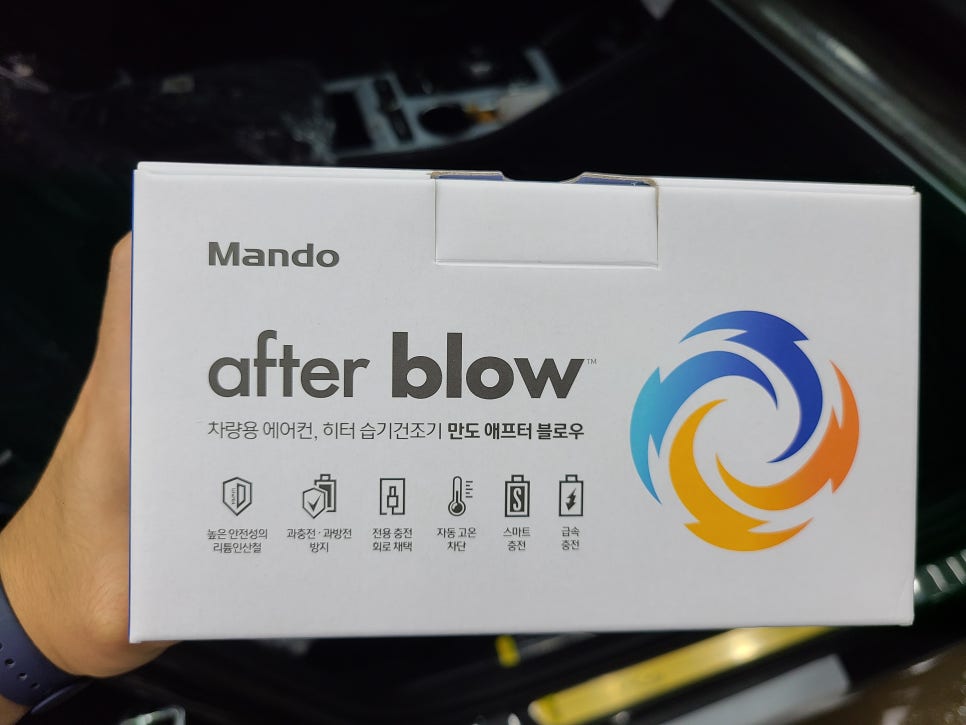 Mando
after blow™
차량용 에어컨, 히터 습기건조기 만도 애프터 블로우
높은 안전성의
리튬인산철
과충전·과방전
방지
전용 충전
회로 채택
자동 고온
차단
스마트
충전
급속
충전